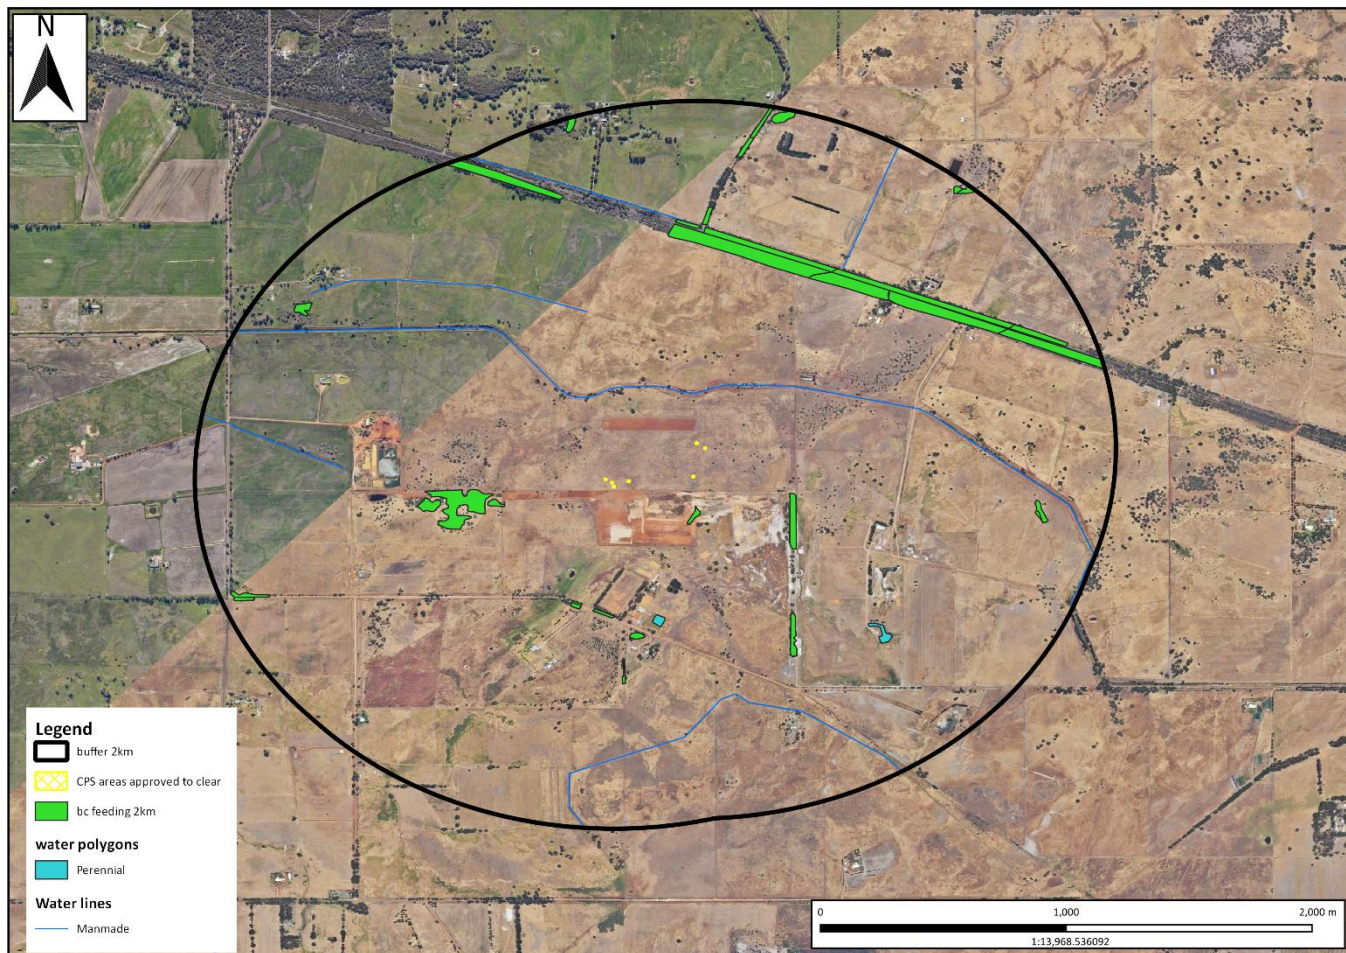 N
Legend
buffer 2km
CPS areas approved to clear
bc feeding 2km
water polygons
Perennial
Water lines
Manmade
0 1,000 2,000 m
1:13,968.536092